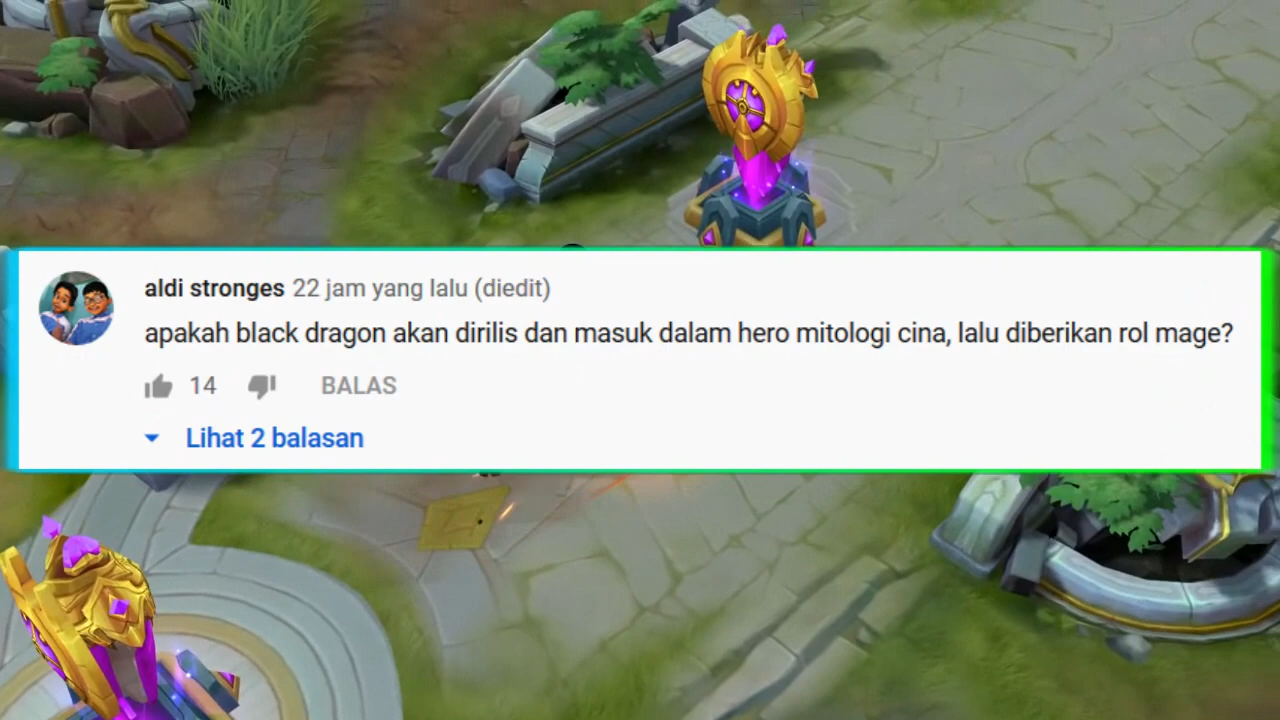 aldi stronges 22 jam yang lalu (diedit)
apakah black dragon akan dirilis dan masuk dalam hero mitologi cina, lalu diberikan rol mage?
14 BALAS
Lihat 2 balasan